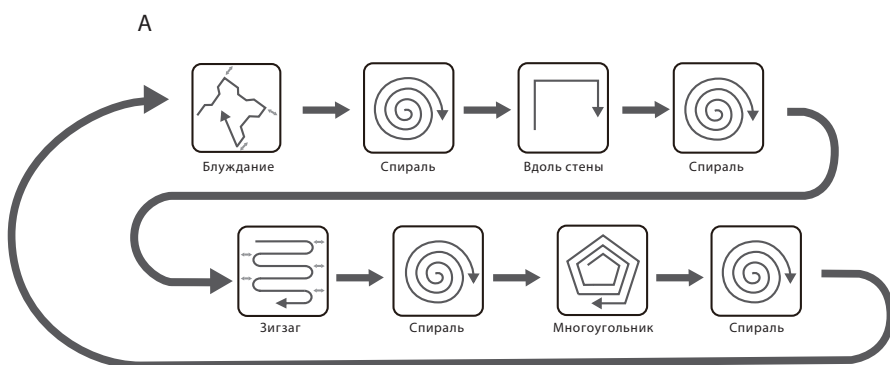 А
Блуждание
Спираль
Вдоль стены
Спираль
Зигзаг
Спираль
Многоугольник
Спираль